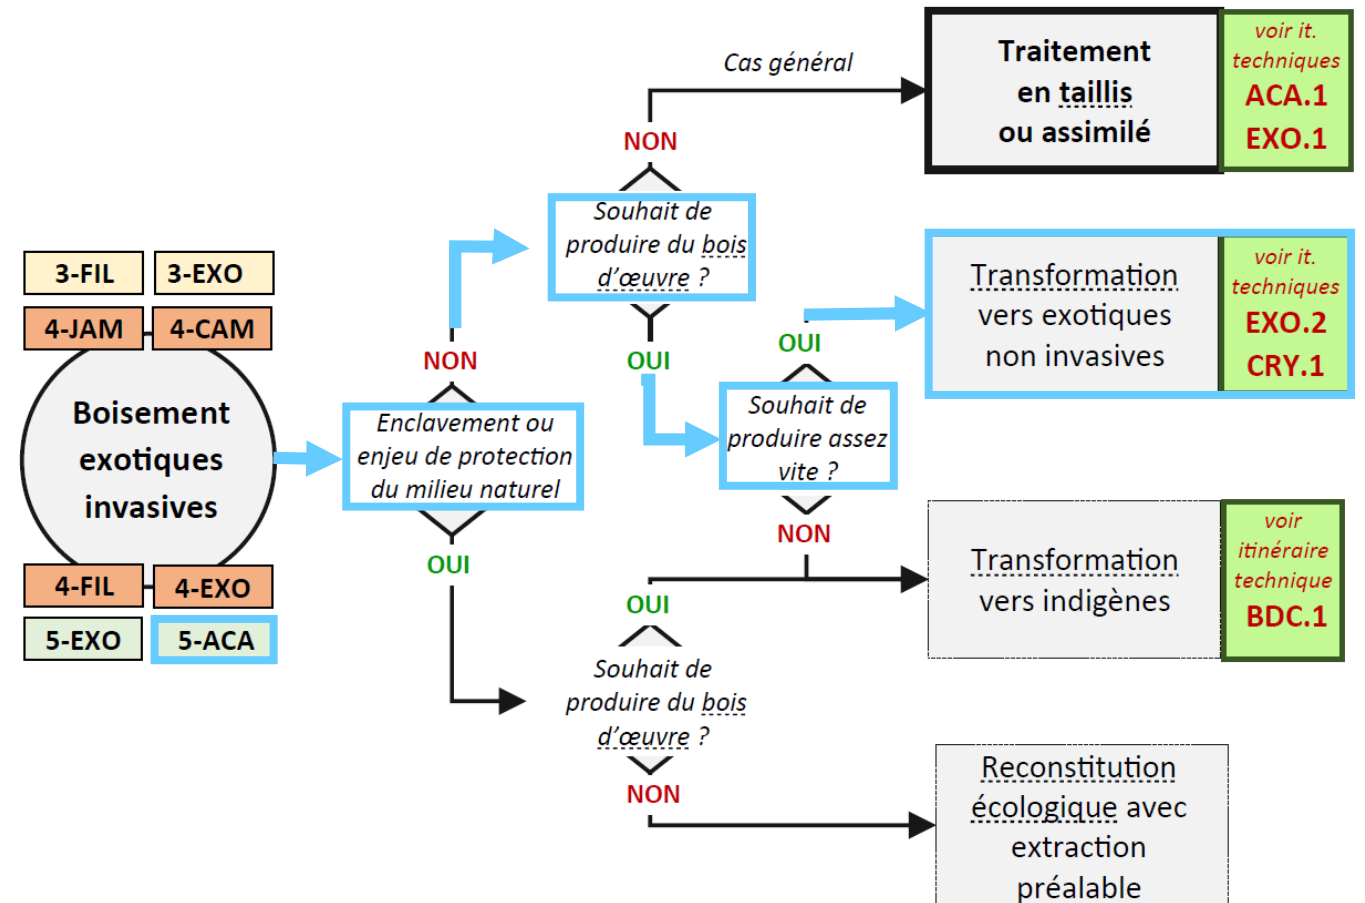 3-FIL
3-EXO
4-JAM
4-CAM
Boisement
exotiques
invasives
4-FIL
4-EXO
5-EXO
5-ACA
NON
Enclavement ou
enjeu de protection
du milieu naturel
OUI
Cas général
NON
Souhait de
produire du bois
d’œuvre ?
OUI
OUI
Souhait de
produire assez
vite ?
NON
OUI
Souhait de
produire du bois
d’œuvre ?
NON
Traitement
en taillis
ou assimilé
voir it.
techniques
ACA.1
EXO.1
Transformation
vers exotiques
non invasives
voir it.
techniques
EXO.2
CRY.1
Transformation
vers indigènes
voir
itinéraire
technique
BDC.1
Reconstitution
écologique avec
extraction
préalable